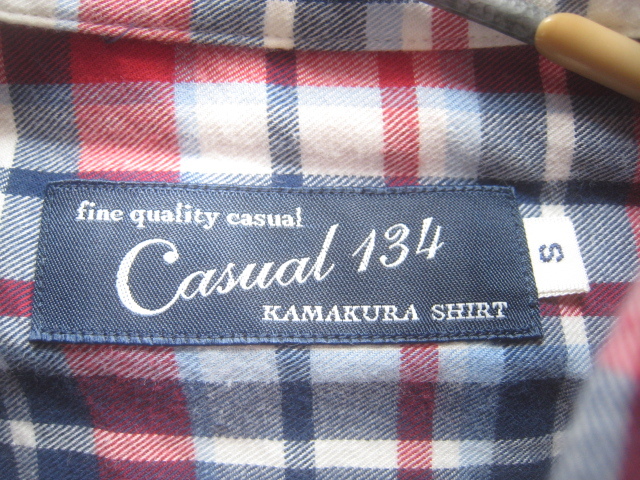 fine quality casual
Casual 134
KAMAKURA SHIRT
S